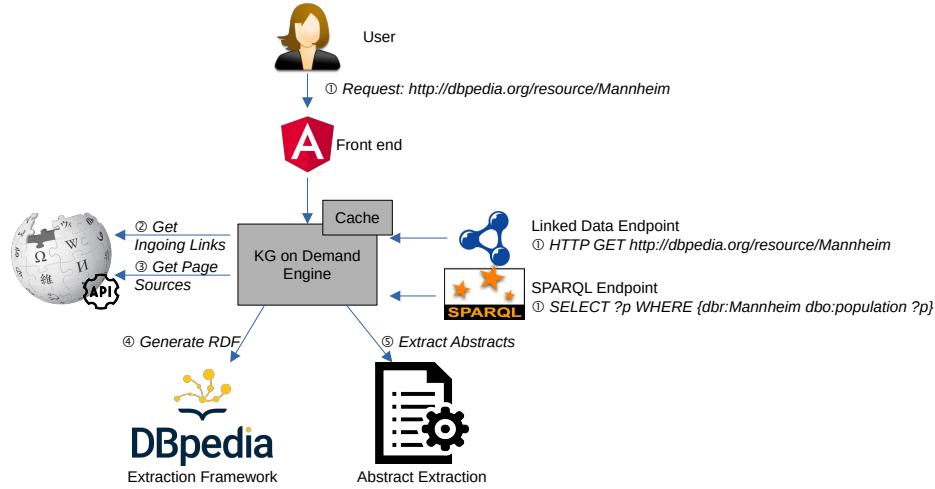 User
① Request: http://dbpedia.org/resource/Mannheim
A
Front end
Cache
KG on Demand
Engine
② Get
Ingoing Links
③ Get Page
Sources
Ω
W
И
維
API
Linked Data Endpoint
① HTTP GET http://dbpedia.org/resource/Mannheim
SPARQL Endpoint
① SELECT ?p WHERE {dbr:Mannheim dbo:population ?p}
SPARQL
④ Generate RDF
⑤ Extract Abstracts
DBpedia
Extraction Framework
Abstract Extraction